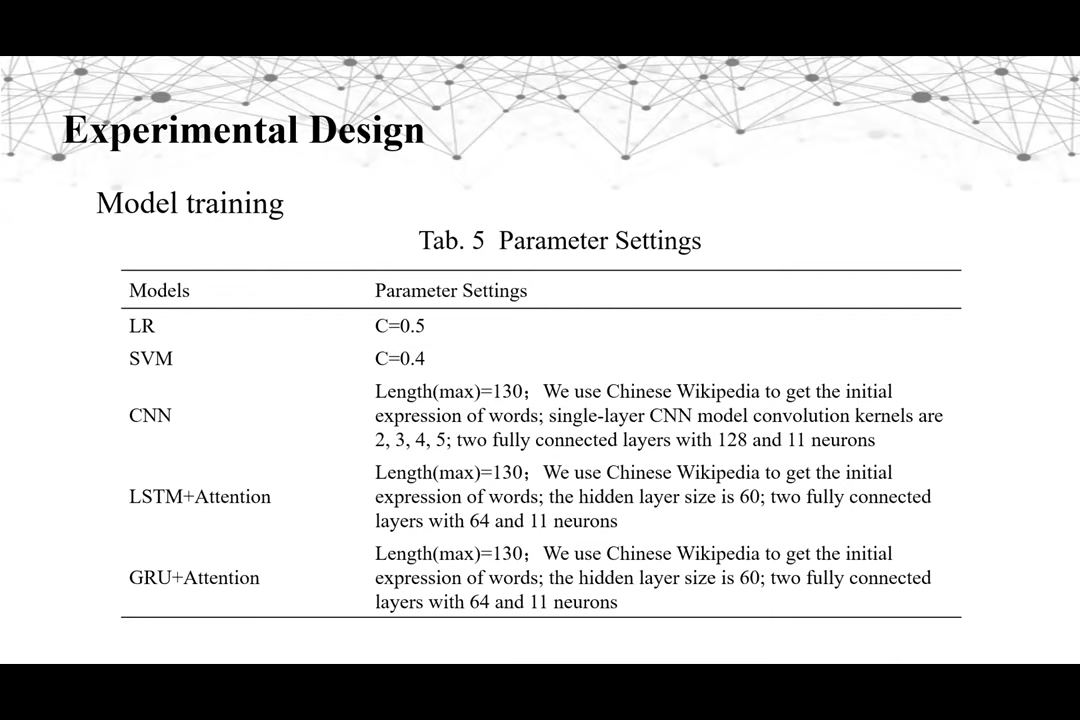 Experimental Design
Model training
Tab. 5 Parameter Settings
Models Parameter Settings
LR C=0.5
SVM C=0.4
CNN Length(max)=130；We use Chinese Wikipedia to get the initial
expression of words; single-layer CNN model convolution kernels are
2, 3, 4, 5; two fully connected layers with 128 and 11 neurons
LSTM+Attention Length(max)=130；We use Chinese Wikipedia to get the initial
expression of words; the hidden layer size is 60; two fully connected
layers with 64 and 11 neurons
GRU+Attention Length(max)=130；We use Chinese Wikipedia to get the initial
expression of words; the hidden layer size is 60; two fully connected
layers with 64 and 11 neurons